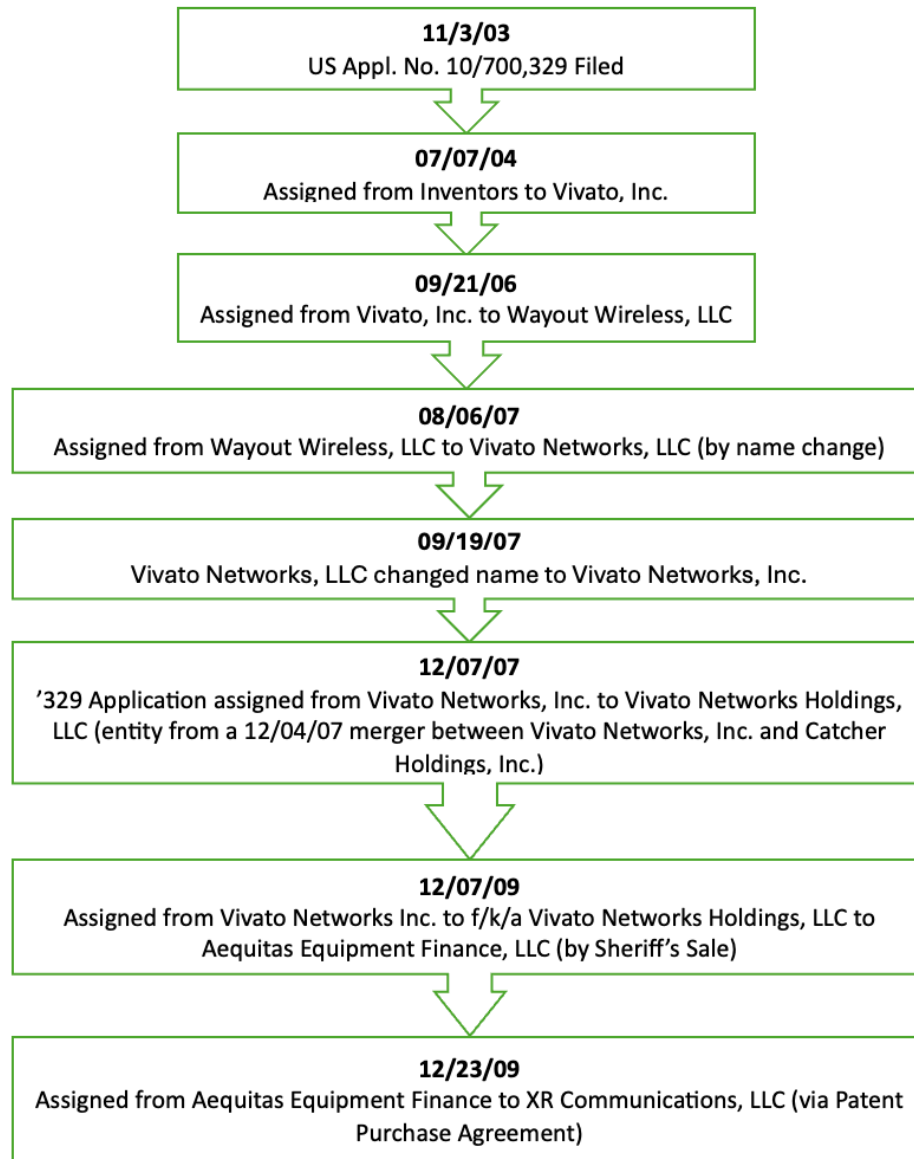 11/3/03
US Appl. No. 10/700,329 Filed
07/07/04
Assigned from Inventors to Vivato, Inc.
09/21/06
Assigned from Vivato, Inc. to Wayout Wireless, LLC
08/06/07
Assigned from Wayout Wireless, LLC to Vivato Networks, LLC (by name change)
09/19/07
Vivato Networks, LLC changed name to Vivato Networks, Inc.
12/07/07
’329 Application assigned from Vivato Networks, Inc. to Vivato Networks Holdings,
LLC (entity from a 12/04/07 merger between Vivato Networks, Inc. and Catcher
Holdings, Inc.)
12/07/09
Assigned from Vivato Networks Inc. to f/k/a Vivato Networks Holdings, LLC to
Aequitas Equipment Finance, LLC (by Sheriff’s Sale)
12/23/09
Assigned from Aequitas Equipment Finance to XR Communications, LLC (via Patent
Purchase Agreement)